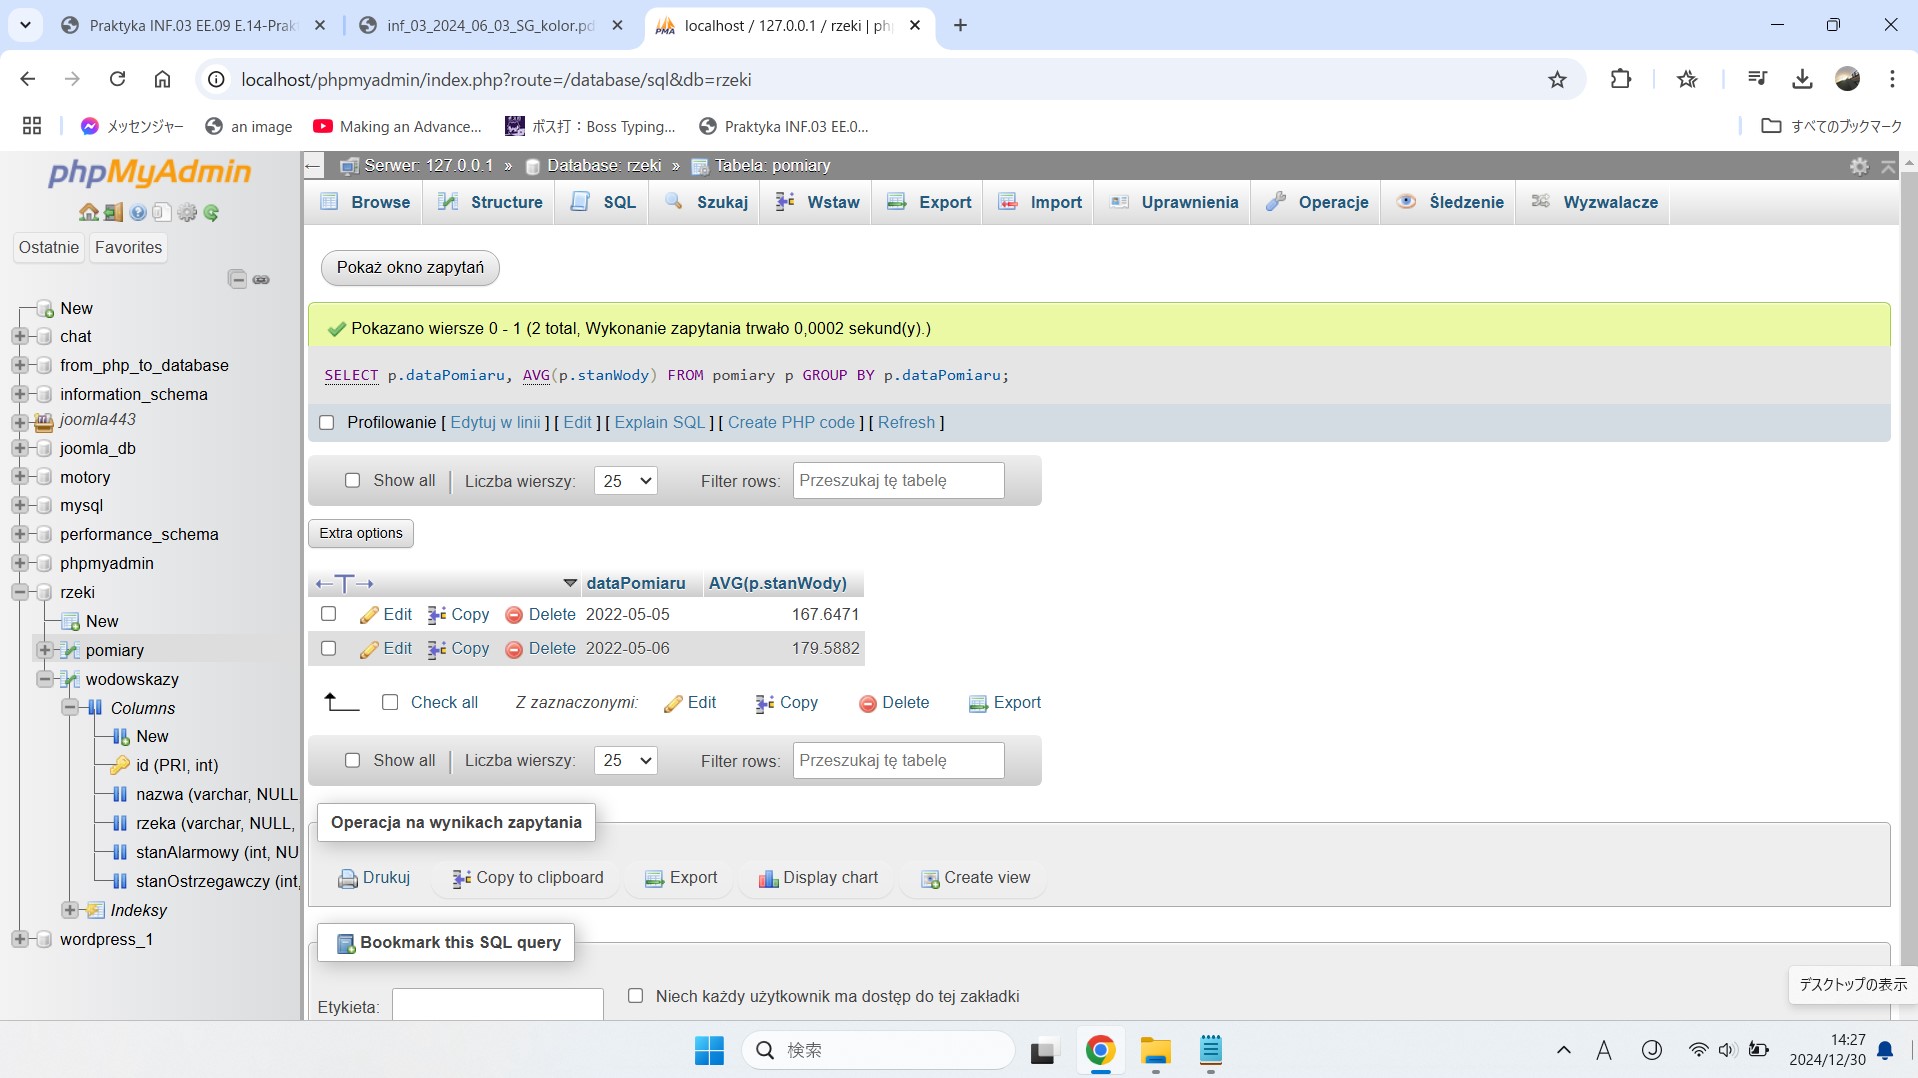 Praktyka INF.03 EE.09 E.14-Prakt
inf_03_2024_06_03_SG_kolor.pd
localhost / 127.0.0.1 / rzeki | ph
localhost/phpmyadmin/index.php?route=/database/sql&db=rzeki
メッセンジャー
an image
Making an Advance...
ボス打：Boss Typing...
Praktyka INF.03 EE.0...
すべてのブックマーク
phpMyAdmin
Ostatnie
Favorites
New
chat
from_php_to_database
information_schema
joomla443
joomla_db
motory
mysql
performance_schema
phpmyadmin
rzeki
New
pomiary
wodowskazy
Columns
New
id (PRI, int)
nazwa (varchar, NULL
rzeka (varchar, NULL,
stanAlarmowy (int, NU
stanOstrzegawczy (int,
Indeksy
wordpress_1
Serwer: 127.0.0.1 » Database: rzeki » Tabela: pomiary
Browse
Structure
SQL
Szukaj
Wstaw
Export
Import
Uprawnienia
Operacje
Śledzenie
Wyzwalacze
Pokaż okno zapytań
Pokazano wiersze 0 - 1 (2 total, Wykonanie zapytania trwało 0,0002 sekund(y).)
SELECT p.dataPomiaru, AVG(p.stanWody) FROM pomiary p GROUP BY p.dataPomiaru;
Profilowanie [ Edytuj w linii ] [ Edit ] [ Explain SQL ] [ Create PHP code ] [ Refresh ]
Show all | Liczba wierszy: 25 Filter rows: Przeszukaj tę tabelę
Extra options
dataPomiaru AVG(p.stanWody)
Edit Copy Delete 2022-05-05 167.6471
Edit Copy Delete 2022-05-06 179.5882
Check all Z zaznaczonymi: Edit Copy Delete Export
Show all | Liczba wierszy: 25 Filter rows: Przeszukaj tę tabelę
Operacja na wynikach zapytania
Drukuj Copy to clipboard Export Display chart Create view
Bookmark this SQL query
Etykieta:
Niech każdy użytkownik ma dostęp do tej zakładki
デスクトップの表示
検索
A
14:27
2024/12/30